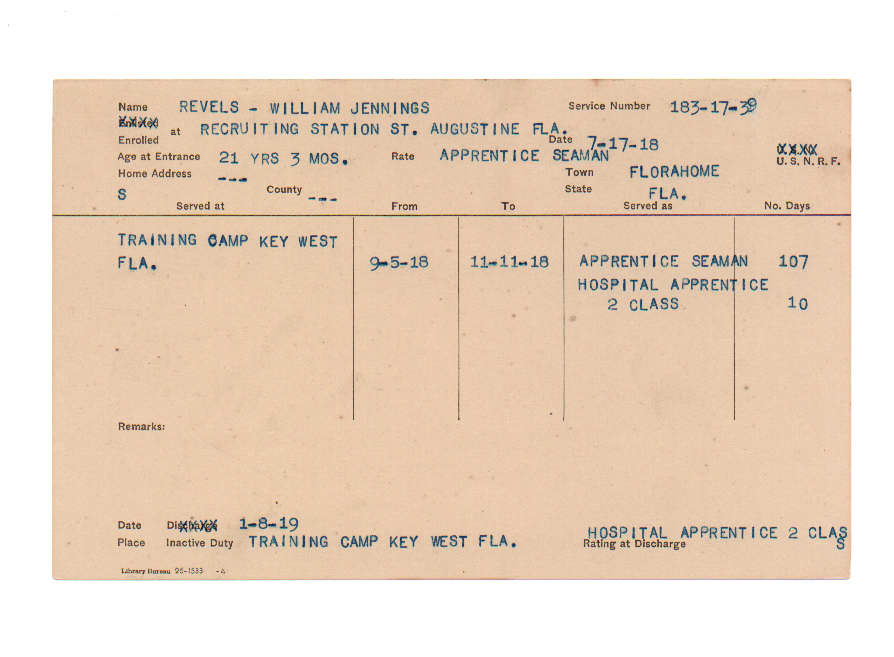 Name REVELS - WILLIAM JENNINGS Service Number 183-17-39
Enlisted
Enrolled at RECRUITING STATION ST. AUGUSTINE FLA. Date 7-17-18
Age at Entrance 21 YRS 3 MOS. Rate APPRENTICE SEAMAN XXXX U. S. N. R. F.
Home Address --- Town FLORAHOME
S County --- State FLA.
Served at From To Served as No. Days
TRAINING CAMP KEY WEST
FLA. 9-5-18 11-11-18 APPRENTICE SEAMAN 107
HOSPITAL APPRENTICE
2 CLASS 10
Remarks:
Date Discharge 1-8-19
Place Inactive Duty TRAINING CAMP KEY WEST FLA. HOSPITAL APPRENTICE 2 CLASS
Rating at Discharge
Library Bureau 26-1533